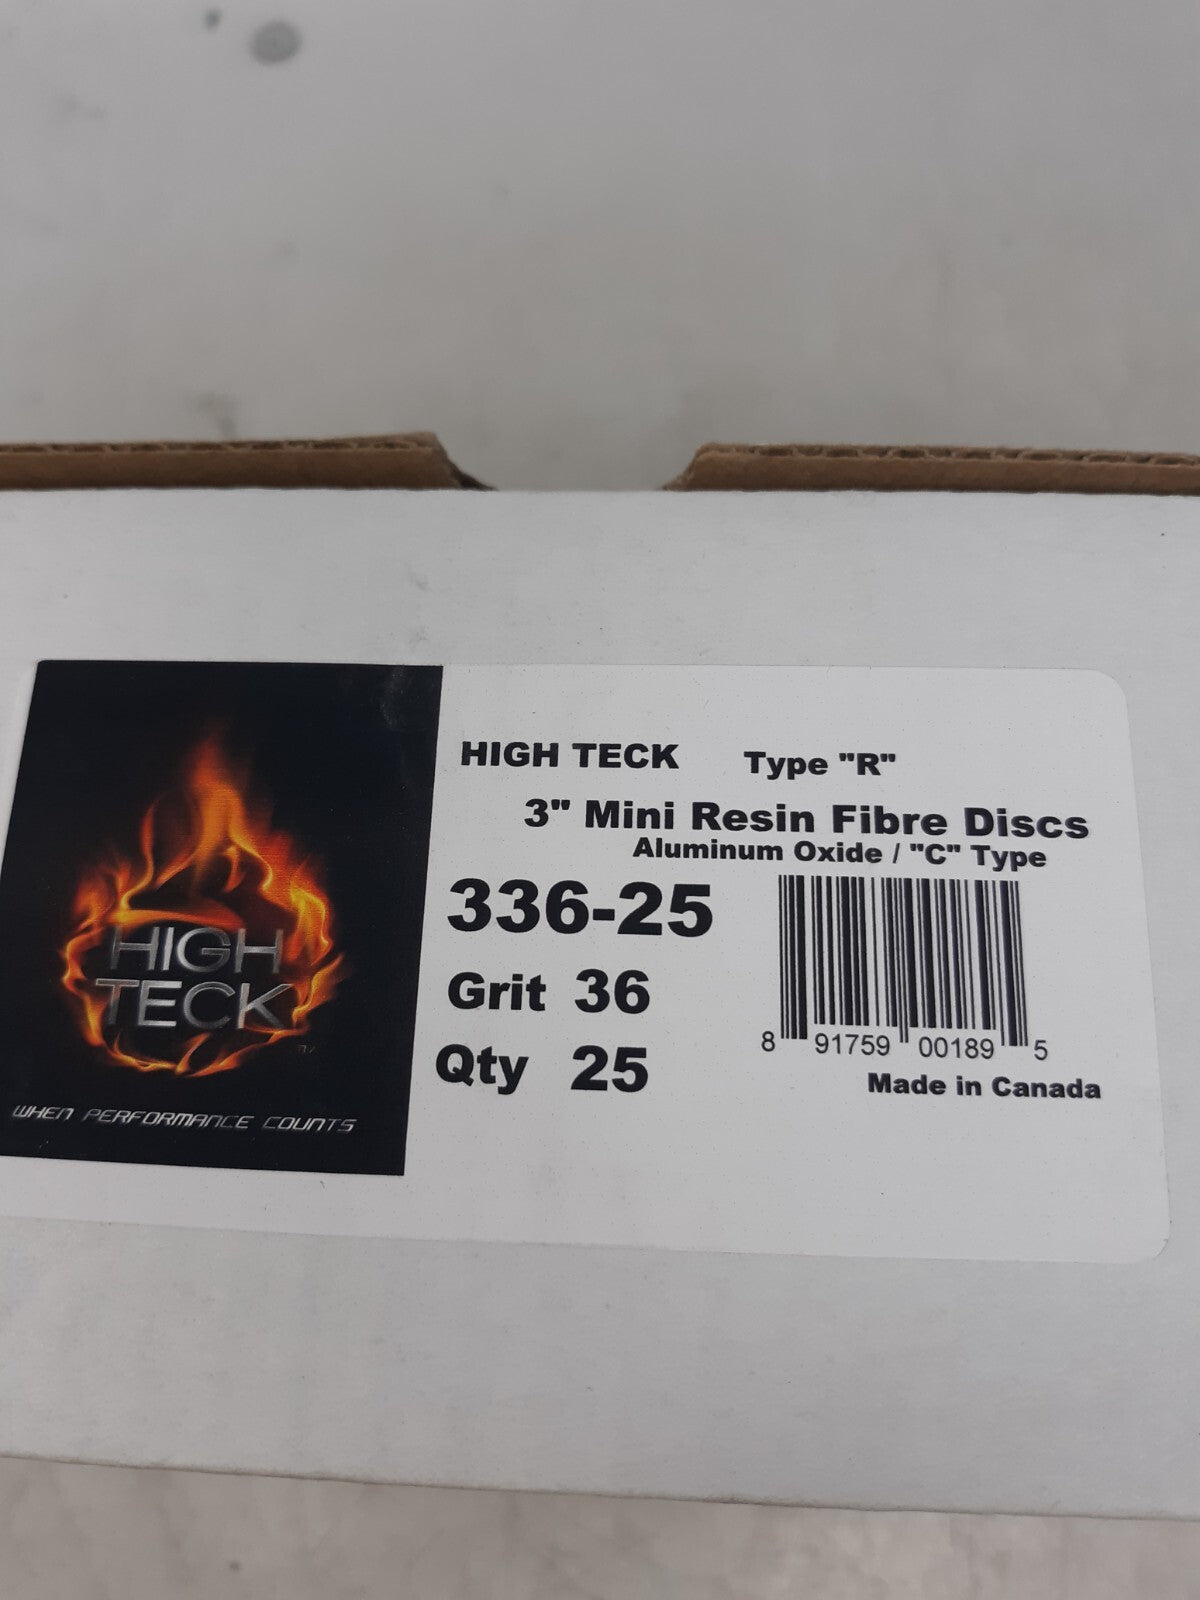 HIGH TECK Type "R"
3" Mini Resin Fibre Discs
Aluminum Oxide / "C" Type
336-25
Grit 36
Qty 25
8 91759 00189 5
Made in Canada
HIGH
TECK
TM
WHEN PERFORMANCE COUNTS